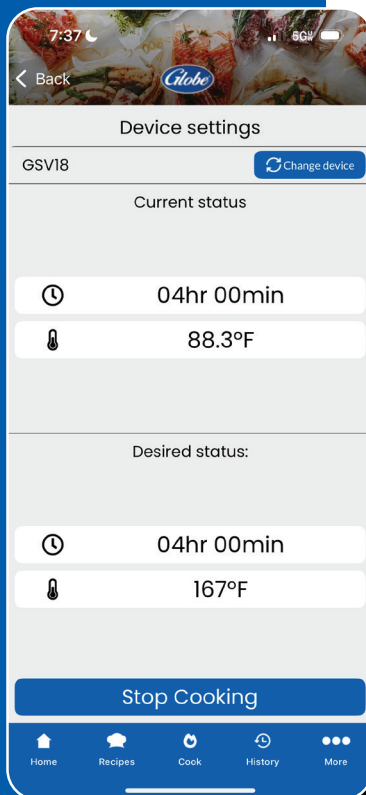 7:37 5GW
Back Globe
Device settings
GSV18 Change device
Current status
04hr 00min
88.3°F
Desired status:
04hr 00min
167°F
Stop Cooking
Home Recipes Cook History More